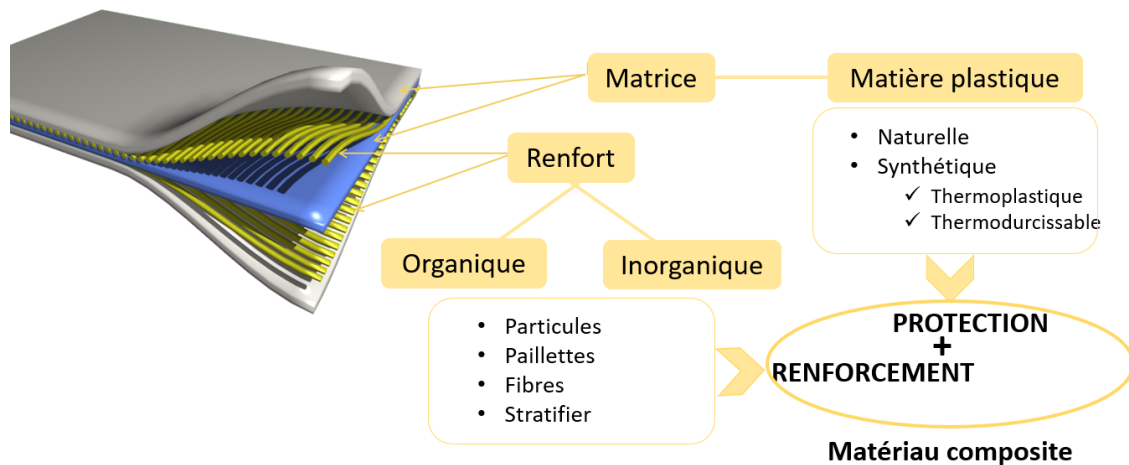 Matrice
Matière plastique
• Naturelle
• Synthétique
✓ Thermoplastique
✓ Thermodurcissable
Renfort
Organique
Inorganique
• Particules
• Paillettes
• Fibres
• Stratifier
PROTECTION
+
RENFORCEMENT
Matériau composite